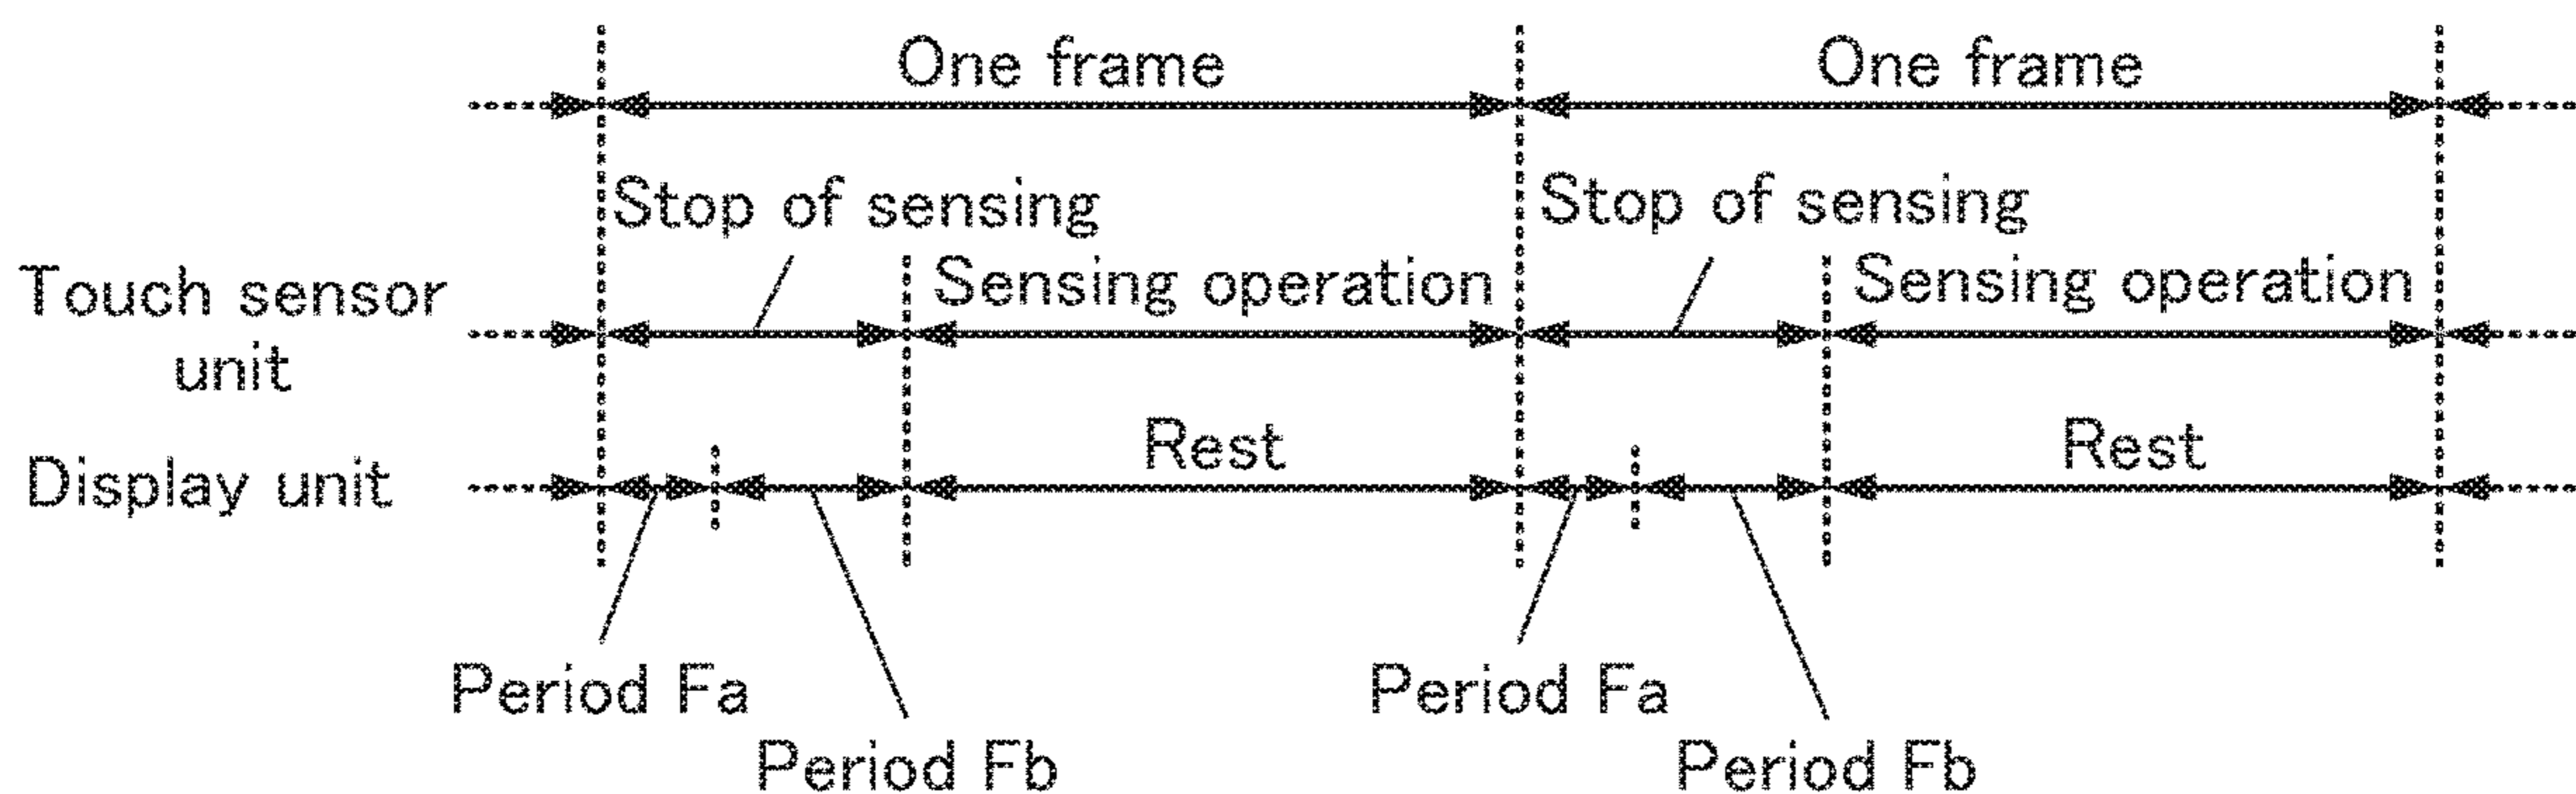 One frame
One frame
Stop of sensing
Stop of sensing
Touch sensor
unit
Sensing operation
Sensing operation
Display unit
Rest
Rest
Period Fa
Period Fb
Period Fa
Period Fb